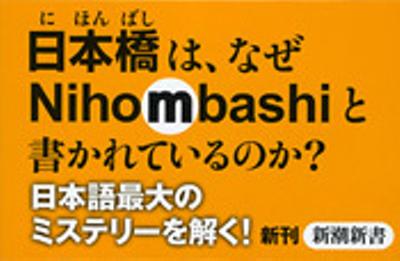 に ほん ばし
日本橋は、なぜ
Nihombashiと
書かれているのか?
日本語最大の
ミステリーを解く!
新刊 新潮新書